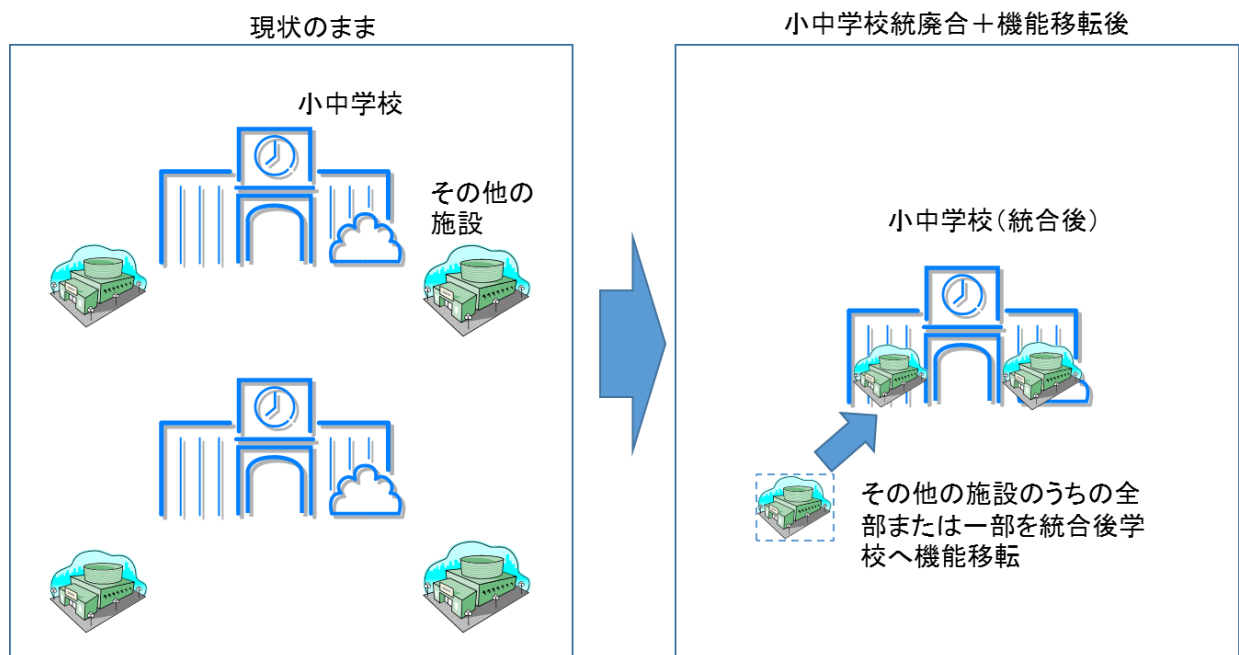 現状のまま
小中学校統廃合＋機能移転後
小中学校
その他の
施設
小中学校（統合後）
その他の施設のうちの全
部または一部を統合後学
校へ機能移転